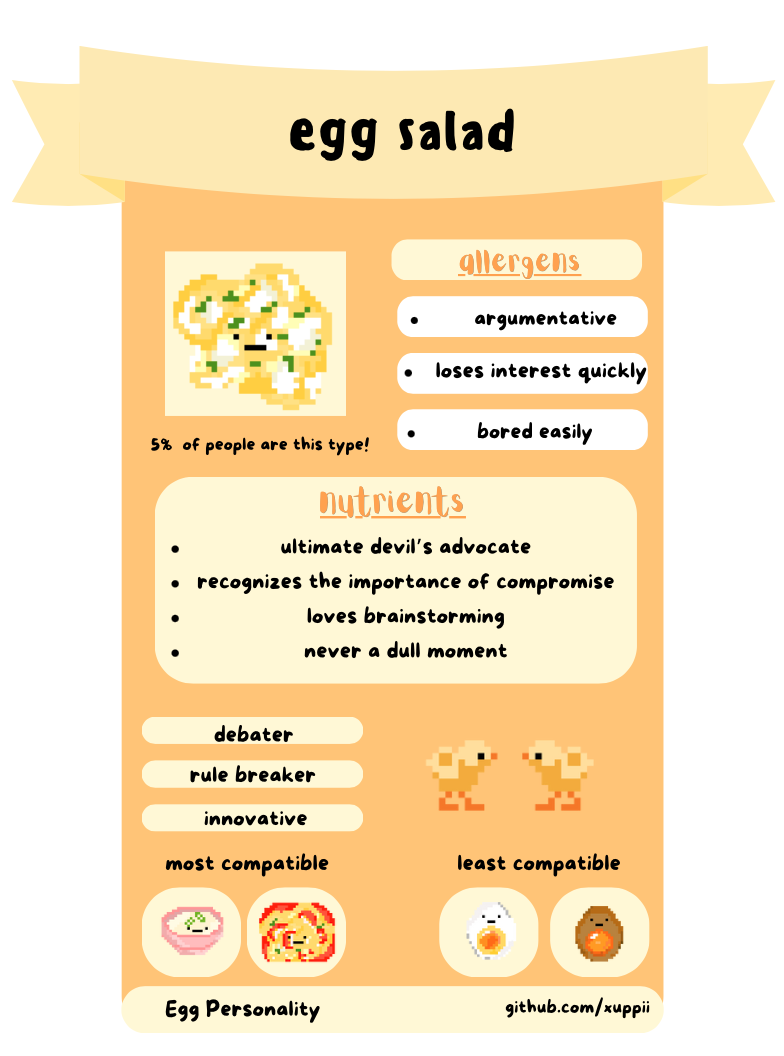 egg salad
allergens
• argumentative
• loses interest quickly
• bored easily
5% of people are this type!
nutrients
• ultimate devil's advocate
• recognizes the importance of compromise
• loves brainstorming
• never a dull moment
debater
rule breaker
innovative
most compatible
least compatible
Egg Personality
github.com/xuppii